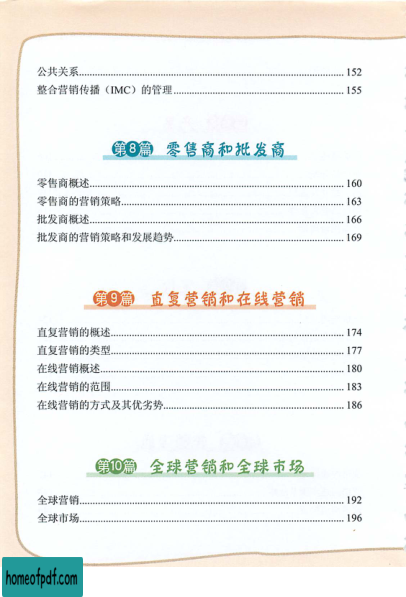 公共关系................................................................152
整合营销传播（IMC）的管理................................................................155
第8篇 零售商和批发商
零售商概述................................................................160
零售商的营销策略................................................................163
批发商概述................................................................166
批发商的营销策略和发展趋势................................................................169
第9篇 直复营销和在线营销
直复营销的概述................................................................174
直复营销的类型................................................................177
在线营销概述................................................................180
在线营销的范围................................................................183
在线营销的方式及其优劣势................................................................186
第10篇 全球营销和全球市场
全球营销................................................................192
全球市场................................................................196
homeofpdf.com